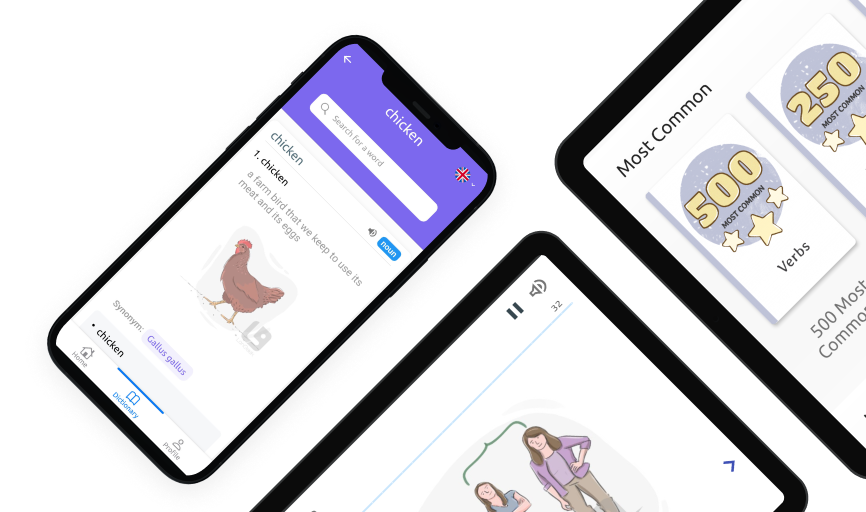 chicken
Search for a word
chicken
1. chicken
noun
a farm bird that we keep to use its
meat and its eggs
Synonym:
Gallus gallus
• chicken
Home
Dictionary
Profile
32
Most Common
500
MOST COMMON
Verbs
500 Most
250
MOST COMMON